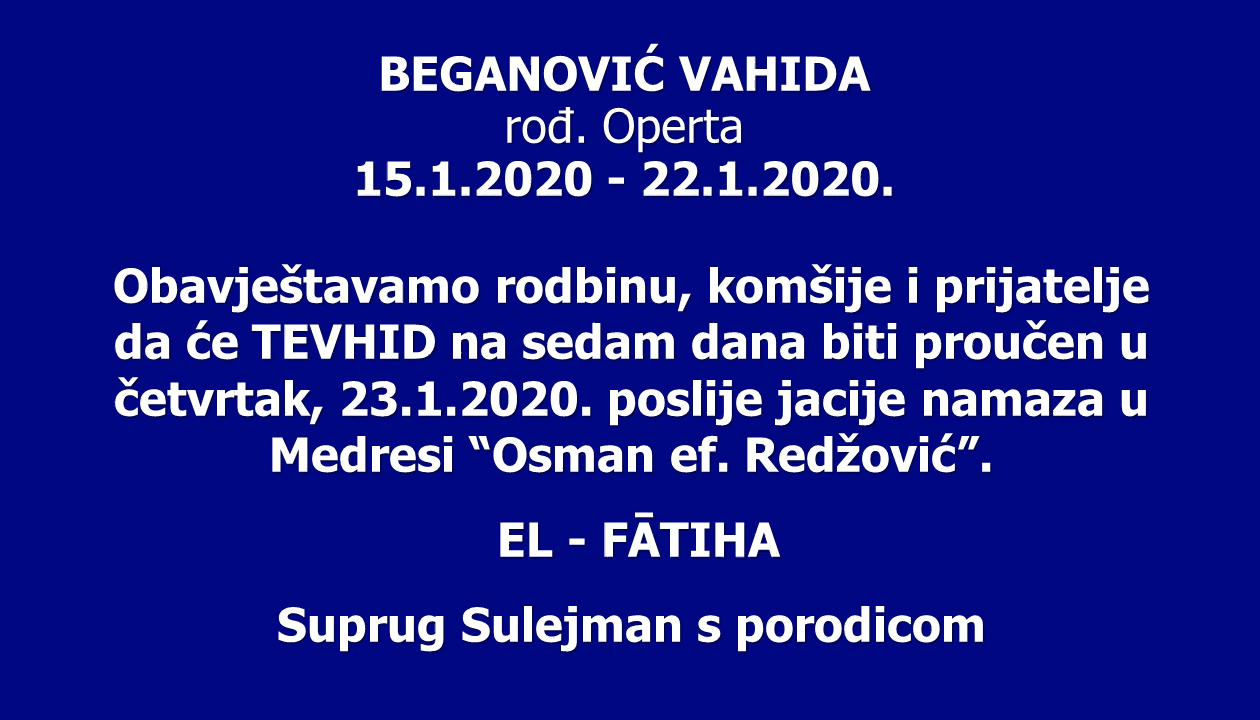 BEGANOVIĆ VAHIDA
rođ. Operta
15.1.2020 - 22.1.2020.
Obavještavamo rodbinu, komšije i prijatelje
da će TEVHID na sedam dana biti proučen u
četvrtak, 23.1.2020. poslije jacije namaza u
Medresi “Osman ef. Redžović”.
EL - FĀTIHA
Suprug Sulejman s porodicom